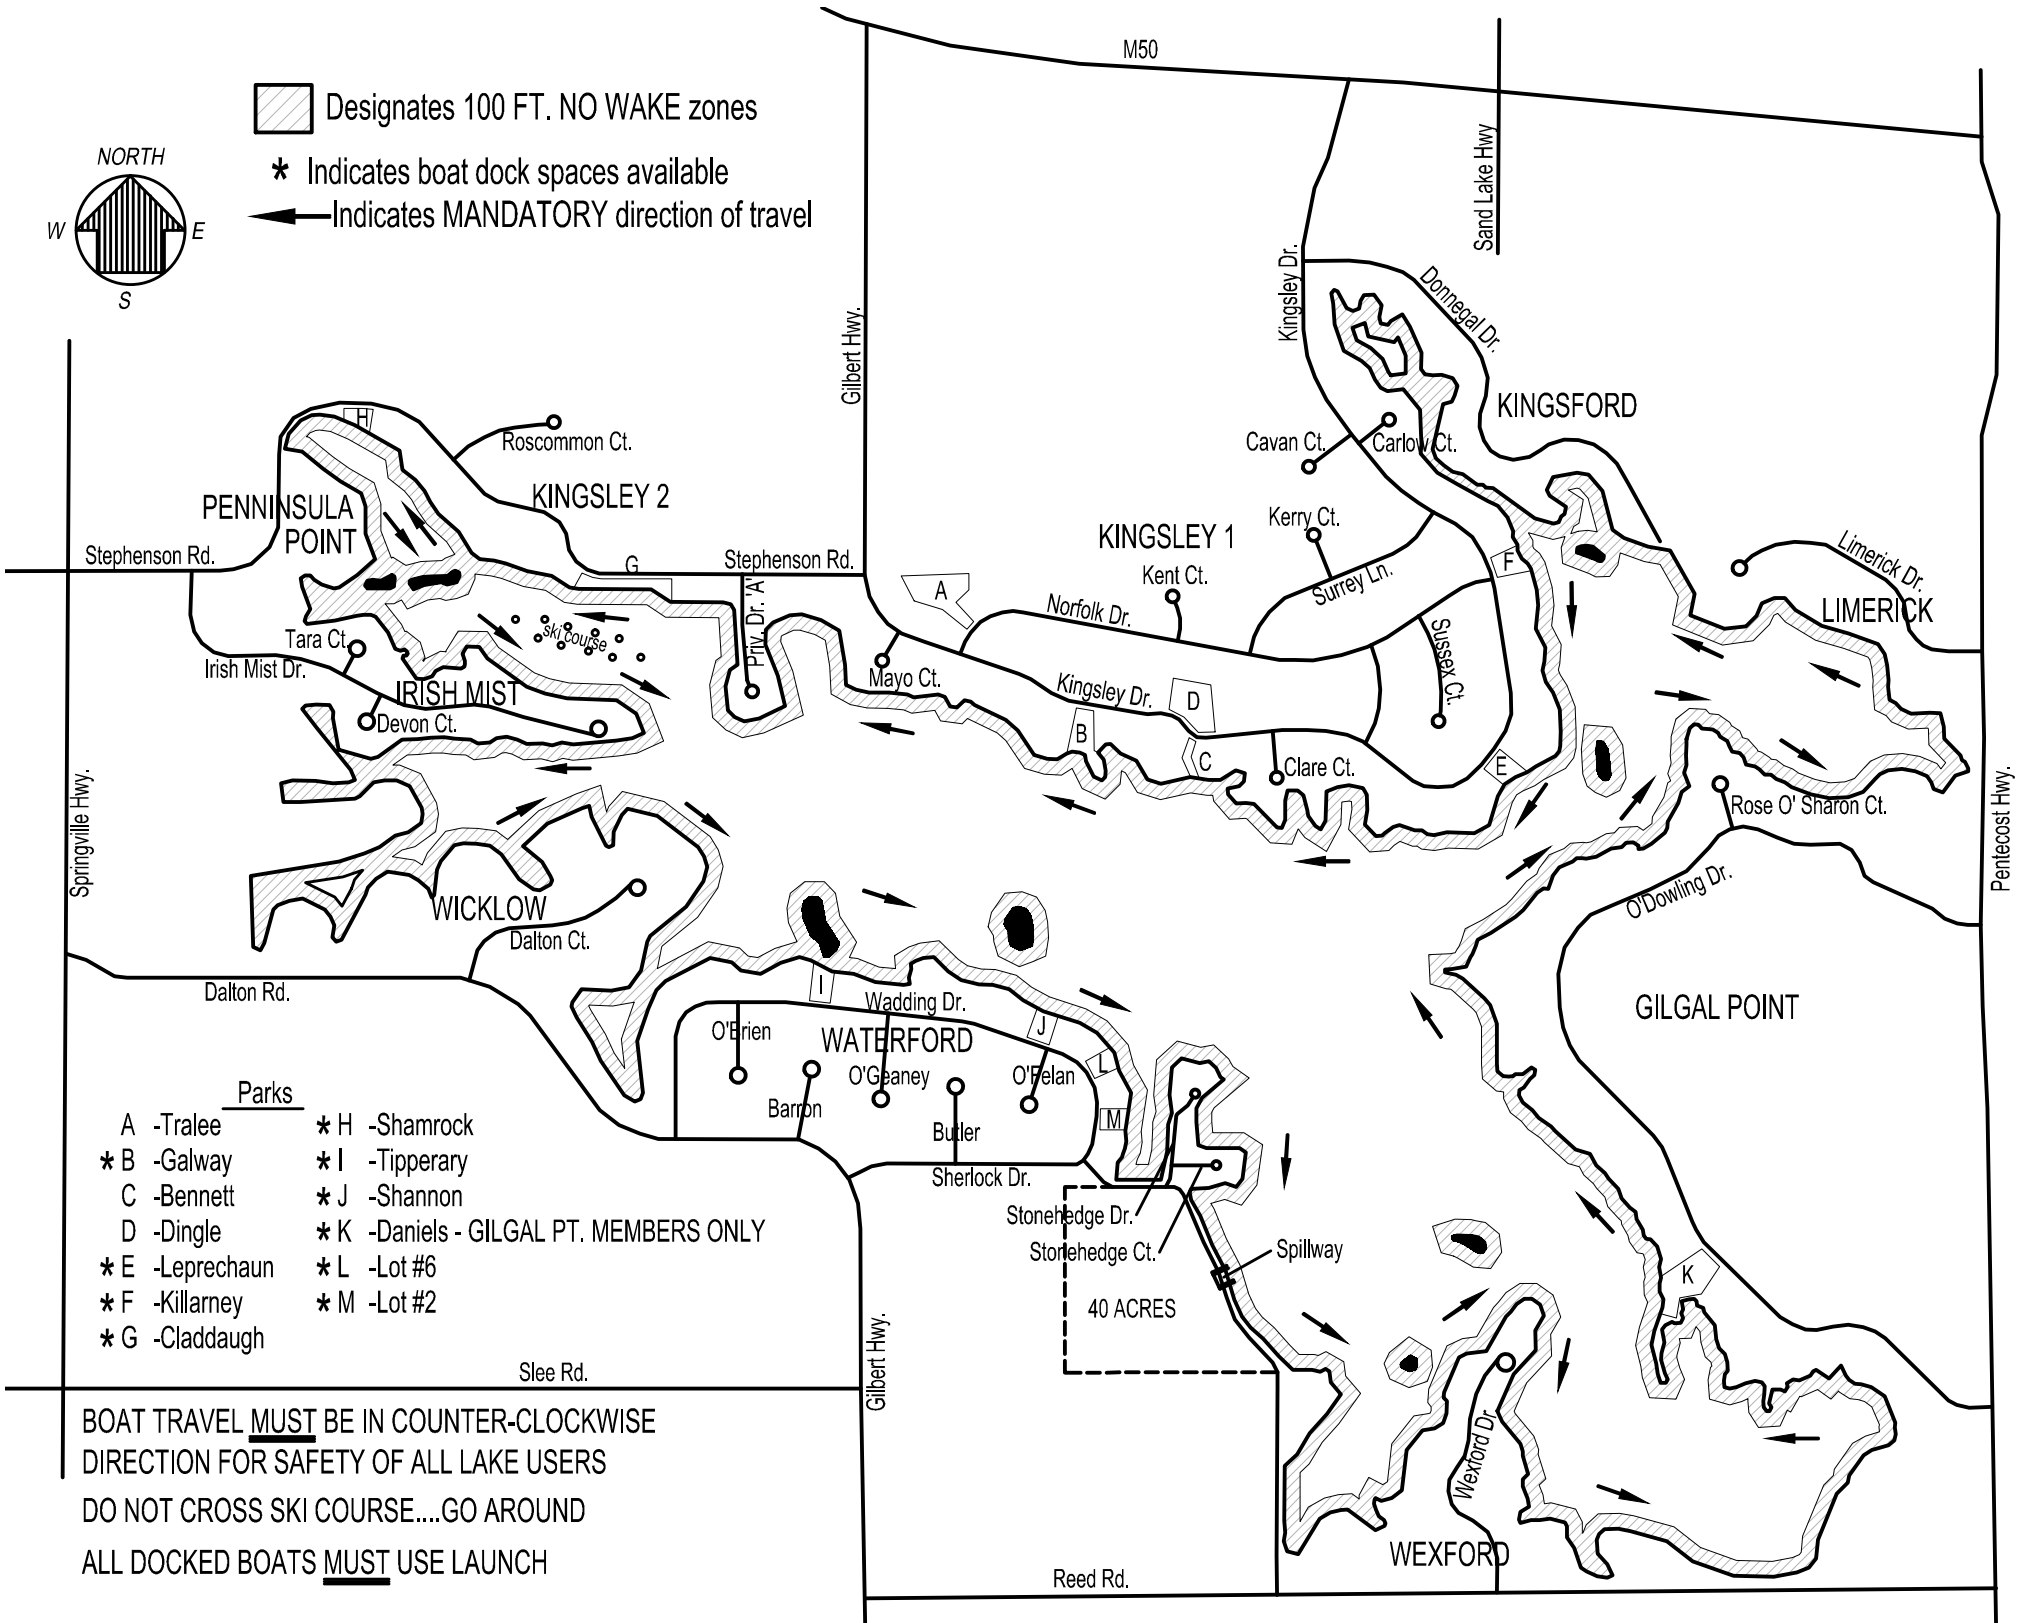 M50
Designates 100 FT. NO WAKE zones
* Indicates boat dock spaces available
Indicates MANDATORY direction of travel
NORTH
W
E
S
Sand Lake Hwy
Kingsley Dr.
Donnegal Dr.
Gilbert Hwy.
KINGSFORD
H
Roscommon Ct.
Cavan Ct.
Carlow Ct.
KINGSLEY 2
PENNINSULA
POINT
KINGSLEY 1
Kerry Ct.
Stephenson Rd.
G
Stephenson Rd.
F
Limerick Dr.
Kent Ct.
Surrey Ln.
A
Norfolk Dr.
LIMERICK
Priv. Dr. 'A'
ski course
Tara Ct.
Irish Mist Dr.
Sussex Ct.
IRISH MIST
Mayo Ct.
Kingsley Dr.
D
Devon Ct.
B
C
Clare Ct.
E
Rose O' Sharon Ct.
Springville Hwy.
Pentecost Hwy.
O'Dowling Dr.
WICKLOW
Dalton Ct.
Dalton Rd.
I
Wadding Dr.
GILGAL POINT
O'Brien
WATERFORD
J
O'Geaney
O'Felan
L
Barron
Butler
M
Sherlock Dr.
Stonehedge Dr.
Stonehedge Ct.
Spillway
K
40 ACRES
Parks
A -Tralee
* B -Galway
C -Bennett
D -Dingle
* E -Leprechaun
* F -Killarney
* G -Claddaugh
* H -Shamrock
* I -Tipperary
* J -Shannon
* K -Daniels - GILGAL PT. MEMBERS ONLY
* L -Lot #6
* M -Lot #2
Slee Rd.
Gilbert Hwy.
Wexford Dr
BOAT TRAVEL MUST BE IN COUNTER-CLOCKWISE
DIRECTION FOR SAFETY OF ALL LAKE USERS
DO NOT CROSS SKI COURSE....GO AROUND
ALL DOCKED BOATS MUST USE LAUNCH
WEXFORD
Reed Rd.